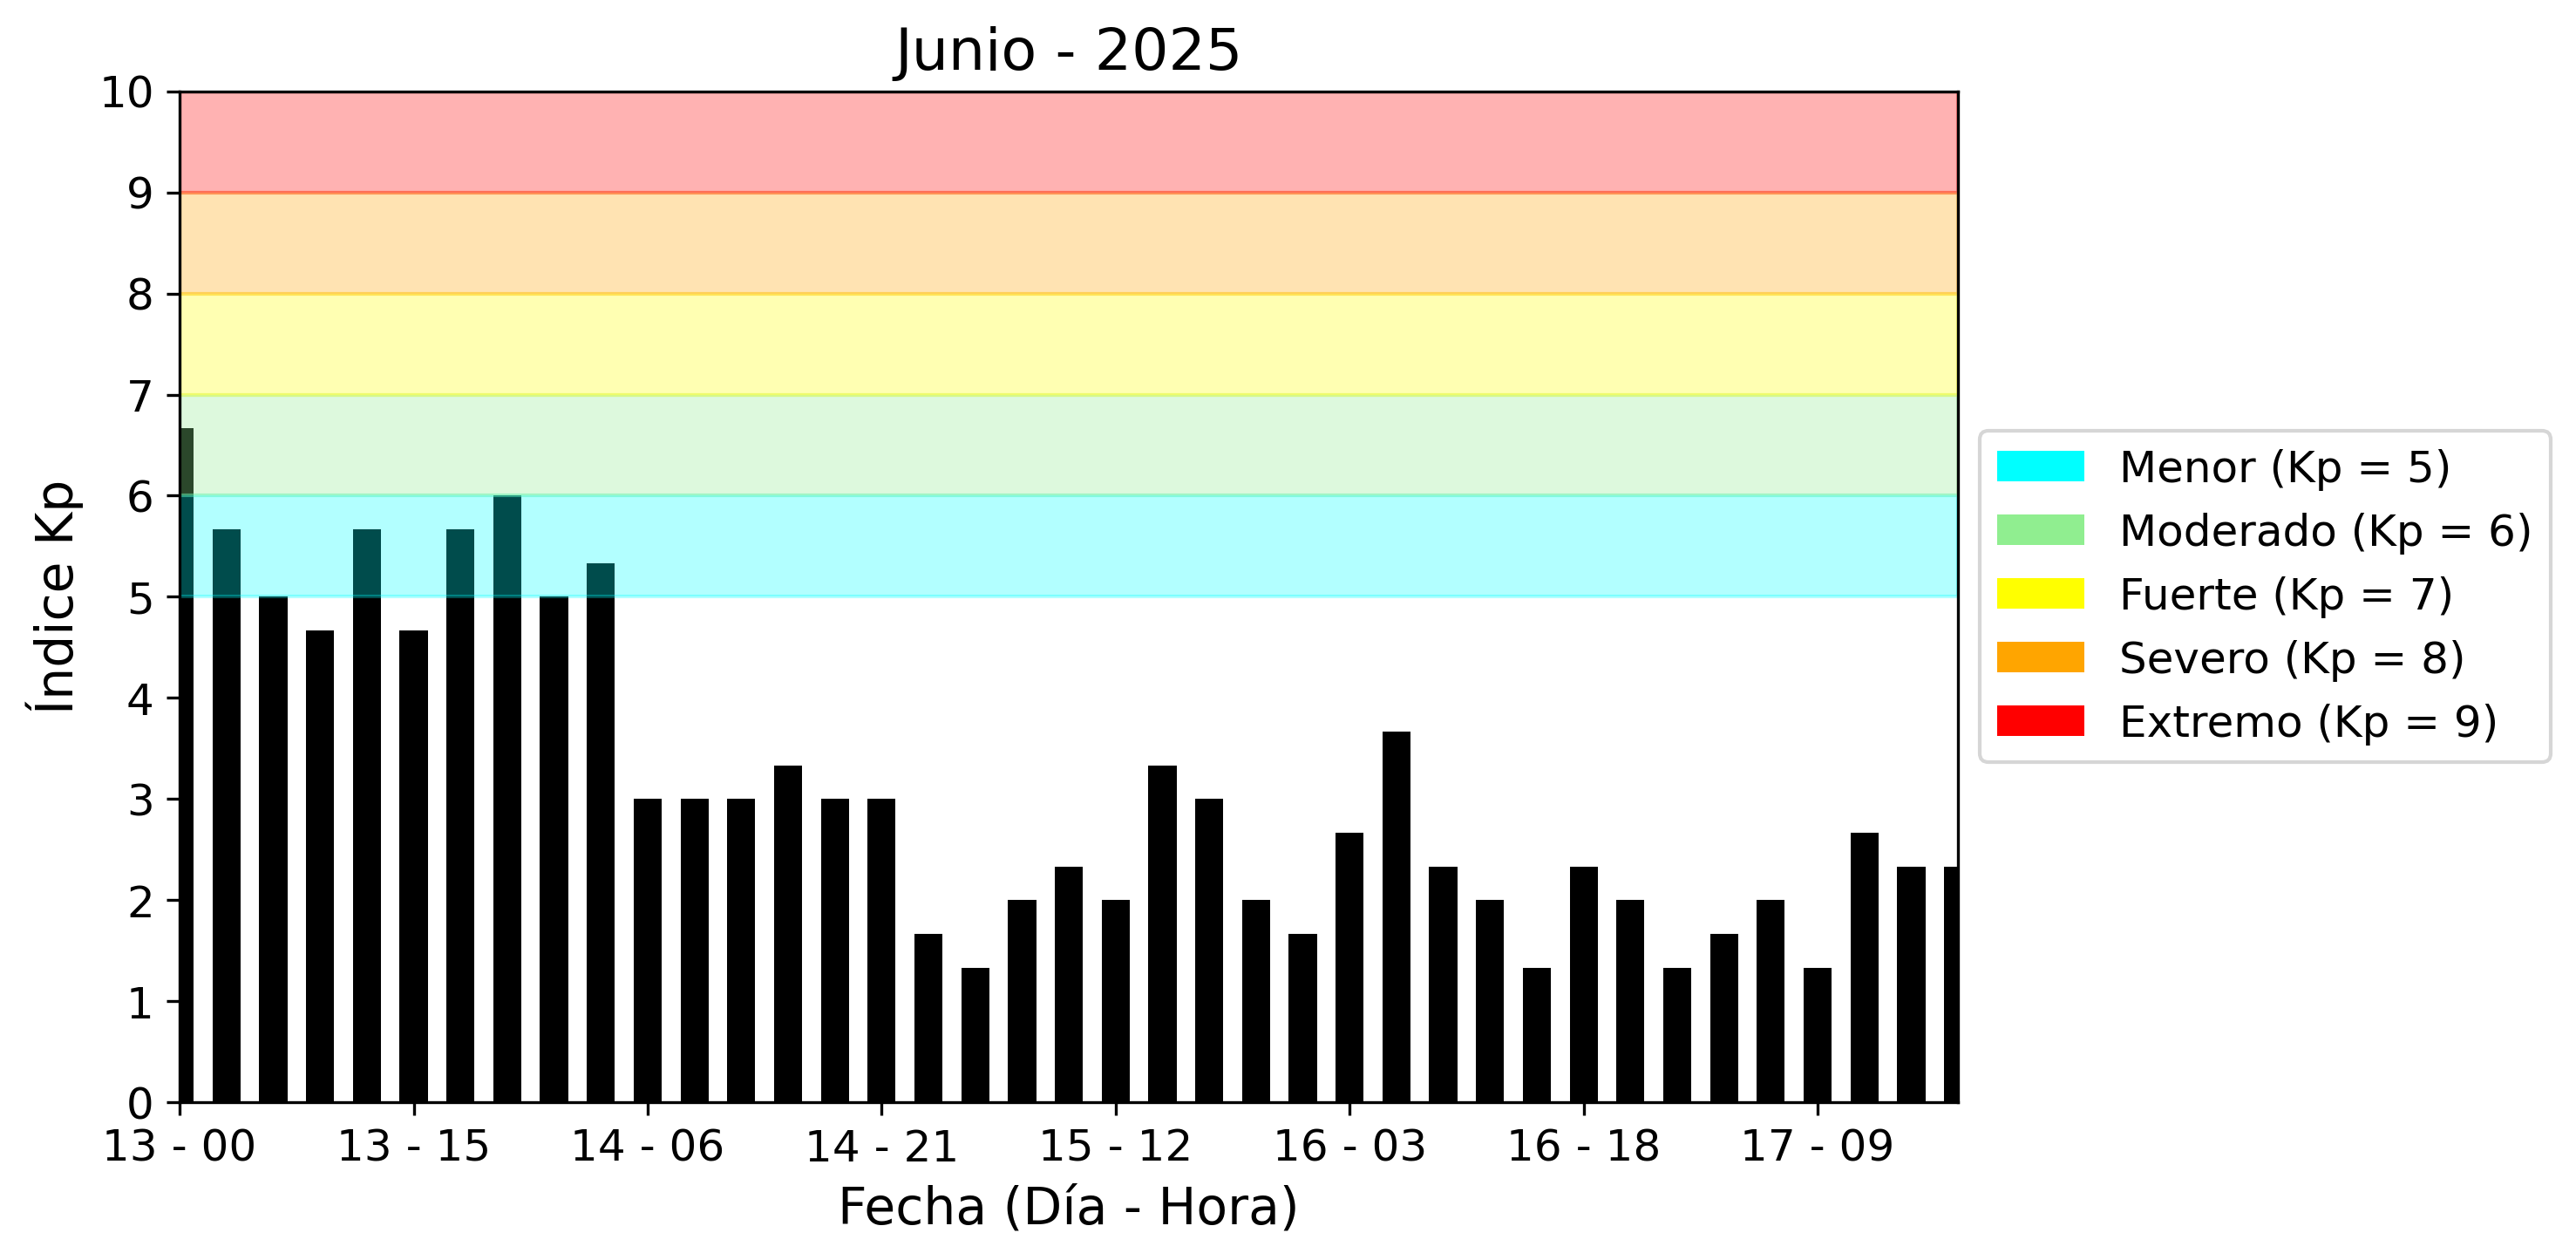 Junio - 2025
10
9
8
7
6
5
4
3
2
1
0
Índice Kp
13 - 00 13 - 15 14 - 06 14 - 21 15 - 12 16 - 03 16 - 18 17 - 09
Fecha (Día - Hora)
Menor (Kp = 5)
Moderado (Kp = 6)
Fuerte (Kp = 7)
Severo (Kp = 8)
Extremo (Kp = 9)